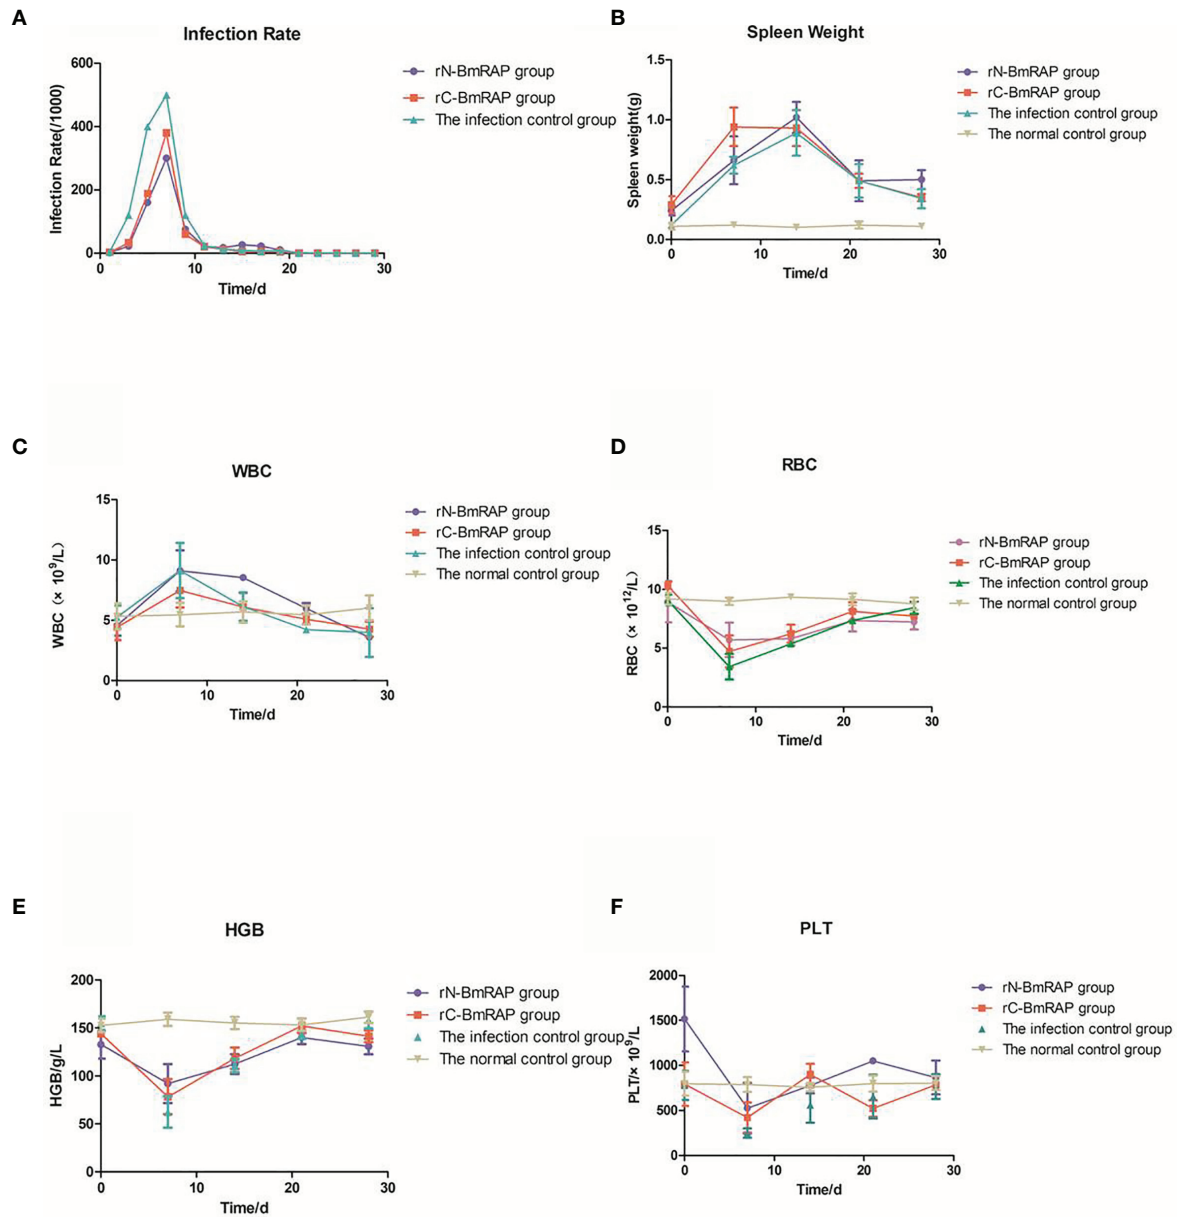 A
Infection Rate
Infection Rate(/1000)
600
400
200
0
0 10 20 30
Time/d
rN-BmRAP group
rC-BmRAP group
The infection control group
B
Spleen Weight
Spleen weight(g)
1.5
1.0
0.5
0.0
0 10 20 30
Time/d
rN-BmRAP group
rC-BmRAP group
The infection control group
The normal control group
C
WBC
WBC (× 10⁹/L)
15
10
5
0
0 10 20 30
Time/d
rN-BmRAP group
rC-BmRAP group
The infection control group
The normal control group
D
RBC
RBC (× 10¹²/L)
15
10
5
0
0 10 20 30
Time/d
rN-BmRAP group
rC-BmRAP group
The infection control group
The normal control group
E
HGB
HGB/g/L
200
150
100
50
0
0 10 20 30
Time/d
rN-BmRAP group
rC-BmRAP group
The infection control group
The normal control group
F
PLT
PLT/× 10⁹/L
2000
1500
1000
500
0
0 10 20 30
Time/d
rN-BmRAP group
rC-BmRAP group
The infection control group
The normal control group